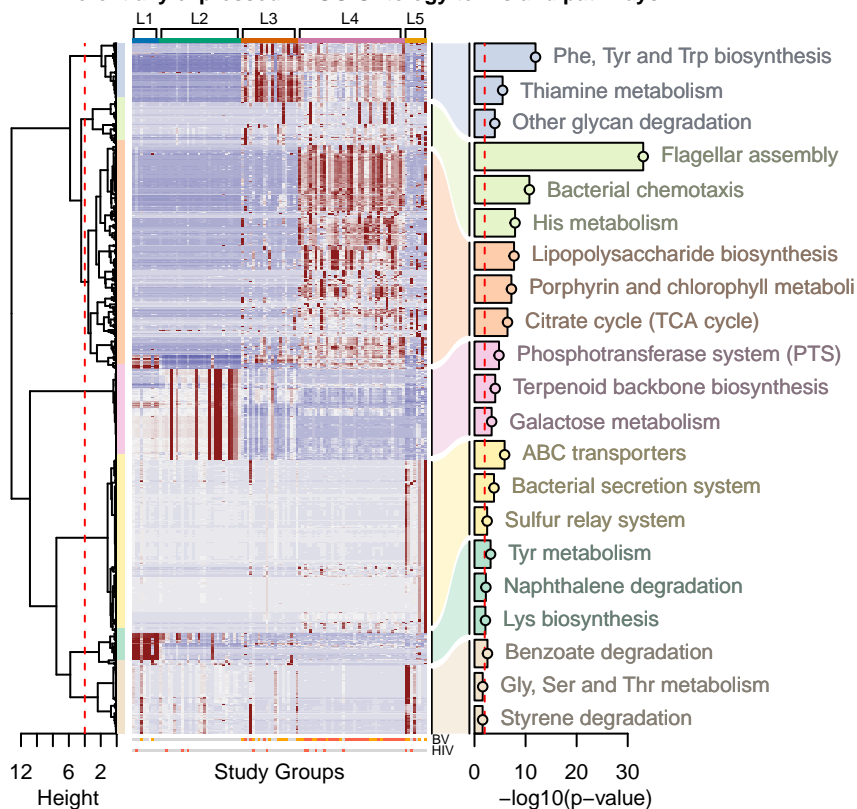 L1 L2 L3 L4 L5
Phe, Tyr and Trp biosynthesis
Thiamine metabolism
Other glycan degradation
Flagellar assembly
Bacterial chemotaxis
His metabolism
Lipopolysaccharide biosynthesis
Porphyrin and chlorophyll metaboli
Citrate cycle (TCA cycle)
Phosphotransferase system (PTS)
Terpenoid backbone biosynthesis
Galactose metabolism
ABC transporters
Bacterial secretion system
Sulfur relay system
Tyr metabolism
Naphthalene degradation
Lys biosynthesis
Benzoate degradation
Gly, Ser and Thr metabolism
Styrene degradation
BV
HIV
12 6 2
Height
Study Groups
0 10 20 30
−log10(p−value)